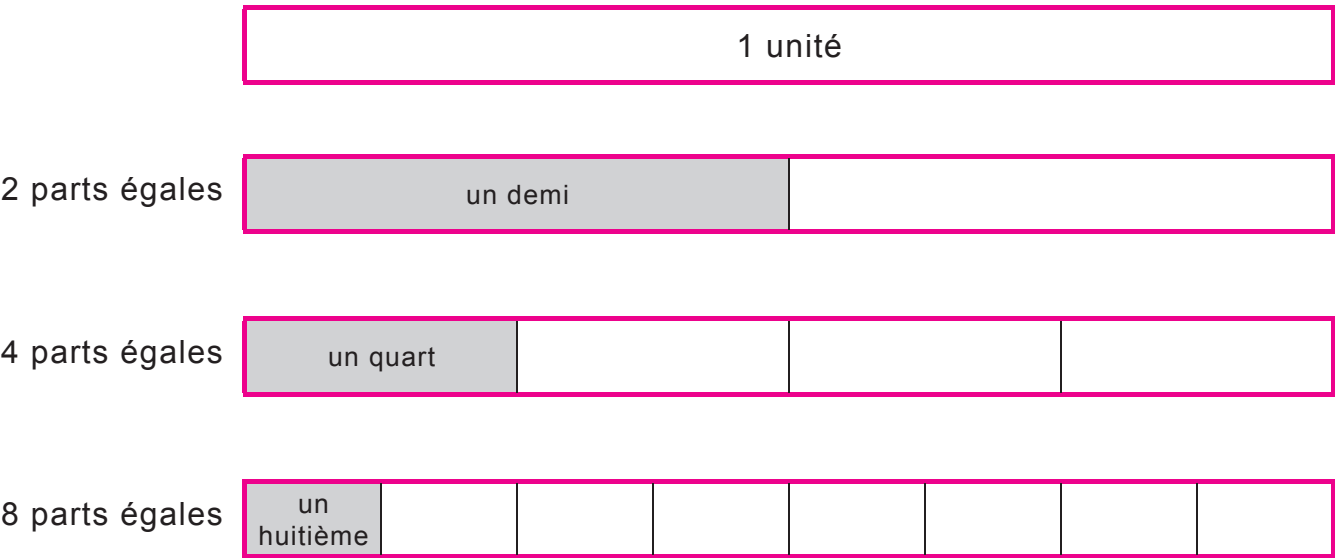 1 unité
2 parts égales
un demi
4 parts égales
un quart
8 parts égales
un
huitième